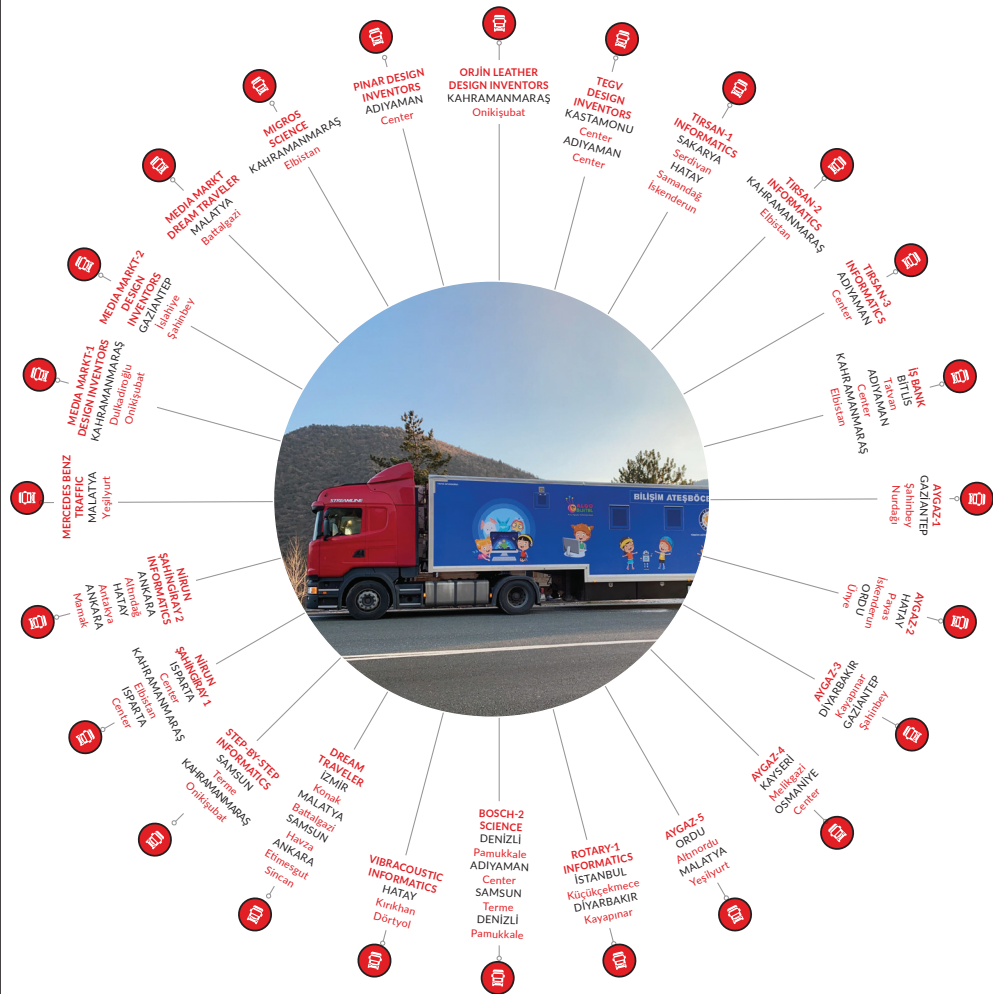 ORJİN LEATHER
DESIGN INVENTORS
KAHRAMANMARAŞ
Onikişubat
TEGV
DESIGN
INVENTORS
KASTAMONU
Center
ADIYAMAN
Center
TIRSAN-1
INFORMATICS
SAKARYA
Serdivan
HATAY
Samandağ
İskenderun
TIRSAN-2
INFORMATICS
KAHRAMANMARAŞ
Elbistan
TIRSAN-3
INFORMATICS
ADIYAMAN
Center
İŞ BANK
BİTLİS
Tatvan
ADIYAMAN
Center
KAHRAMANMARAŞ
Elbistan
AYGAZ-1
GAZİANTEP
Şahinbey
Nurdağı
AYGAZ-2
HATAY
Payas
İskenderun
ORDU
Ünye
AYGAZ-3
DİYARBAKIR
Kayapınar
GAZİANTEP
Şahinbey
AYGAZ-4
KAYSERİ
Melikgazi
OSMANİYE
Center
AYGAZ-5
ORDU
Altınordu
MALATYA
Yeşilyurt
ROTARY-1
INFORMATICS
İSTANBUL
Küçükçekmece
DİYARBAKIR
Kayapınar
BOSCH-2
SCIENCE
DENİZLİ
Pamukkale
ADIYAMAN
Center
SAMSUN
Terme
DENİZLİ
Pamukkale
VIBRACOUSTIC
INFORMATICS
HATAY
Kırıkhan
Dörtyol
DREAM
TRAVELER
İZMİR
Konak
MALATYA
Battalgazi
SAMSUN
Havza
ANKARA
Etimesgut
Sincan
STEP-BY-STEP
INFORMATICS
SAMSUN
Terme
KAHRAMANMARAŞ
Onikişubat
NİRUN
ŞAHİNGİRAY 1
ISPARTA
Center
KAHRAMANMARAŞ
Elbistan
ISPARTA
Center
NİRUN
ŞAHİNGİRAY 2
INFORMATICS
ANKARA
Altındağ
HATAY
Antakya
ANKARA
Mamak
MERCEDES BENZ
TRAFFIC
MALATYA
Yeşilyurt
MEDIA MARKT-1
DESIGN INVENTORS
KAHRAMANMARAŞ
Dulkadiroğlu
Onikişubat
MEDIA MARKT-2
DESIGN
INVENTORS
GAZİANTEP
İslahiye
Şahinbey
MEDIA MARKT
DREAM TRAVELER
MALATYA
Battalgazi
MIGROS
SCIENCE
KAHRAMANMARAŞ
Elbistan
PINAR DESIGN
INVENTORS
ADIYAMAN
Center
STREAMLINE
BİLİŞİM ATEŞBÖCE